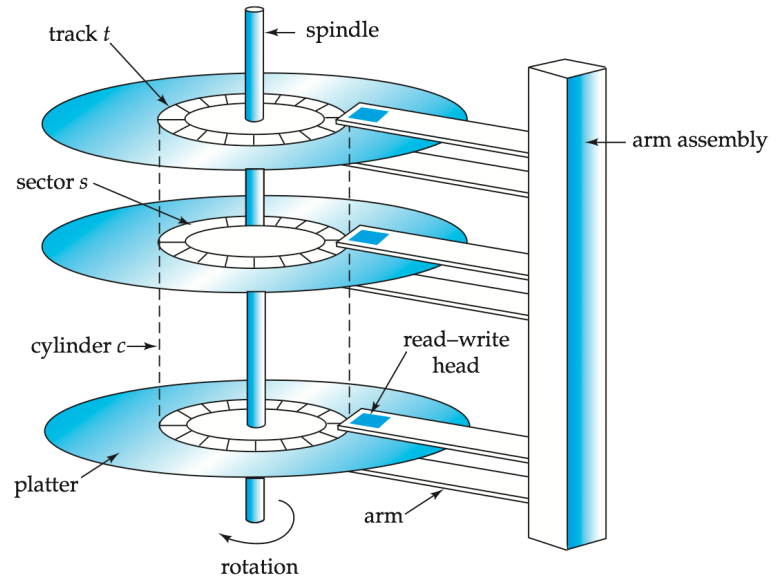 track t
spindle
arm assembly
sector s
cylinder c
read–write
head
platter
arm
rotation